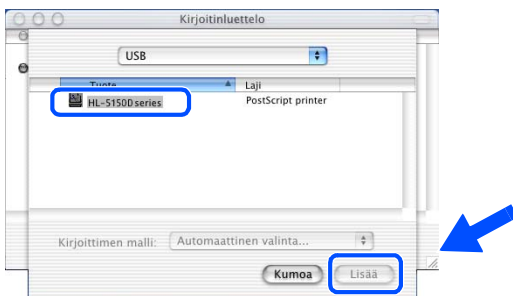 Kirjoitinluettelo
USB
Tuote Laji
HL-5150D series PostScript printer
Kirjoittimen malli: Automaattinen valinta...
Kumoa Lisää